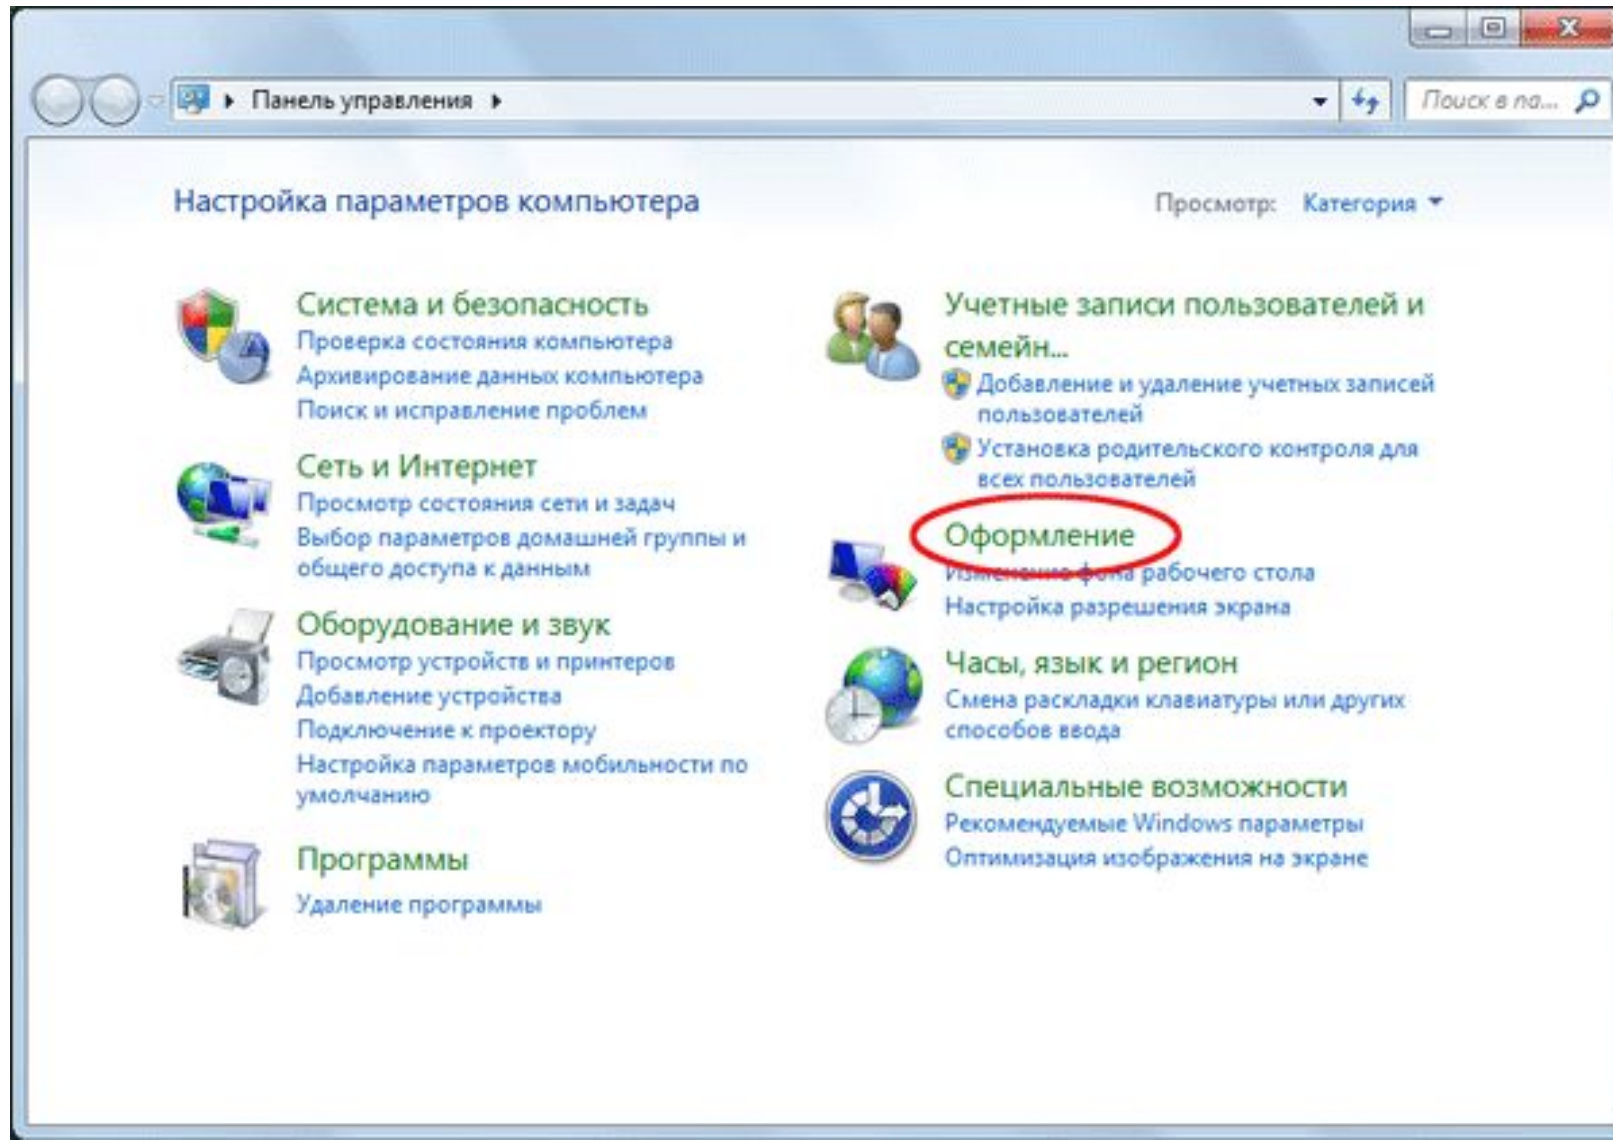 Панель управления
Поиск в па...
Настройка параметров компьютера
Просмотр: Категория
Система и безопасность
Проверка состояния компьютера
Архивирование данных компьютера
Поиск и исправление проблем
Сеть и Интернет
Просмотр состояния сети и задач
Выбор параметров домашней группы и
общего доступа к данным
Оборудование и звук
Просмотр устройств и принтеров
Добавление устройства
Подключение к проектору
Настройка параметров мобильности по
умолчанию
Программы
Удаление программы
Учетные записи пользователей и
семейн...
Добавление и удаление учетных записей
пользователей
Установка родительского контроля для
всех пользователей
Оформление
Изменение фона рабочего стола
Настройка разрешения экрана
Часы, язык и регион
Смена раскладки клавиатуры или других
способов ввода
Специальные возможности
Рекомендуемые Windows параметры
Оптимизация изображения на экране